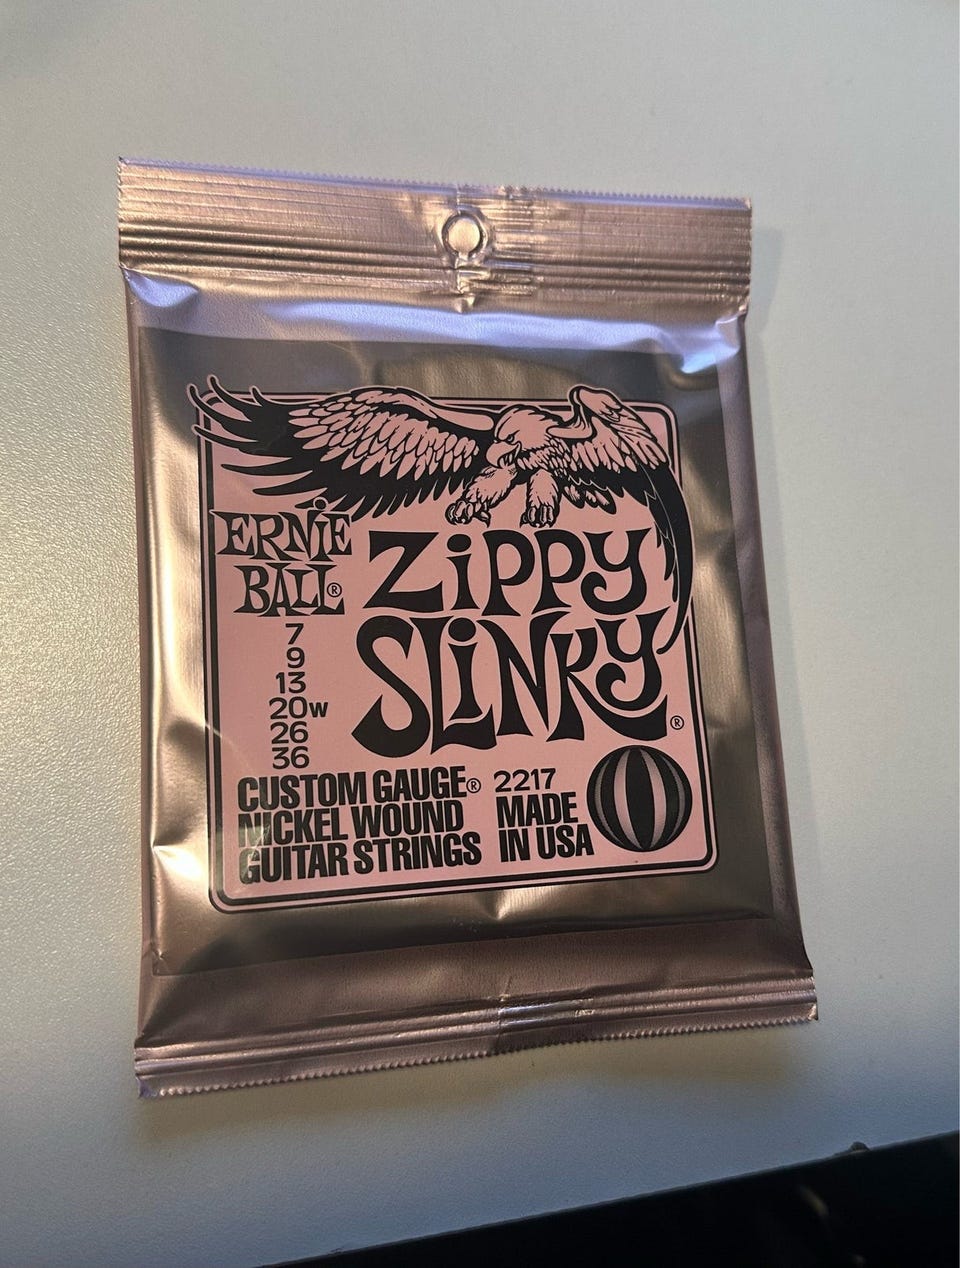 ERNIE
BALL®
ZIPPY
SLINKY®
7
9
13
20w
26
36
CUSTOM GAUGE®
NICKEL WOUND
GUITAR STRINGS
2217
MADE
IN USA